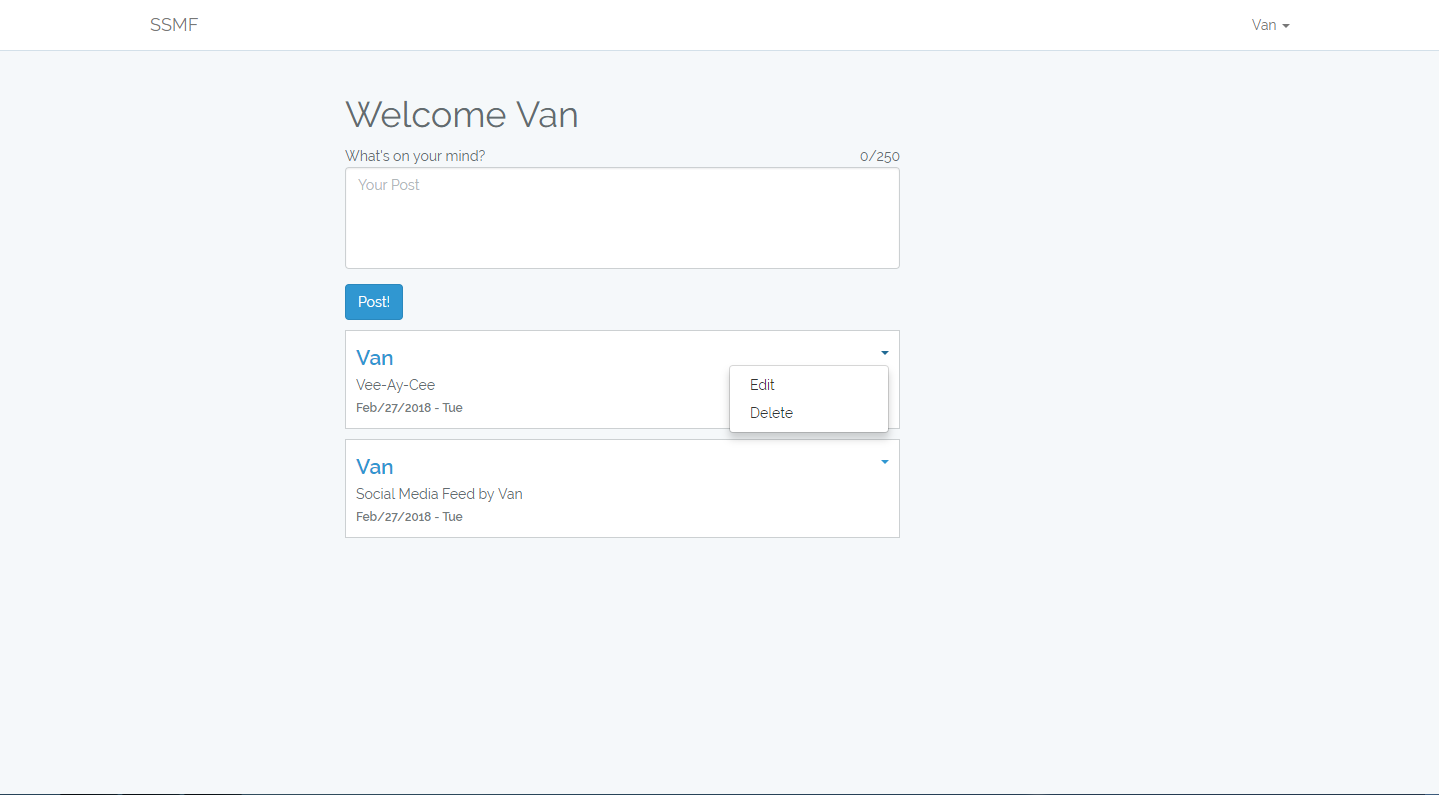 SSMF
Van
Welcome Van
What's on your mind?
0/250
Your Post
Post!
Van
Vee-Ay-Cee
Feb/27/2018 - Tue
Edit
Delete
Van
Social Media Feed by Van
Feb/27/2018 - Tue